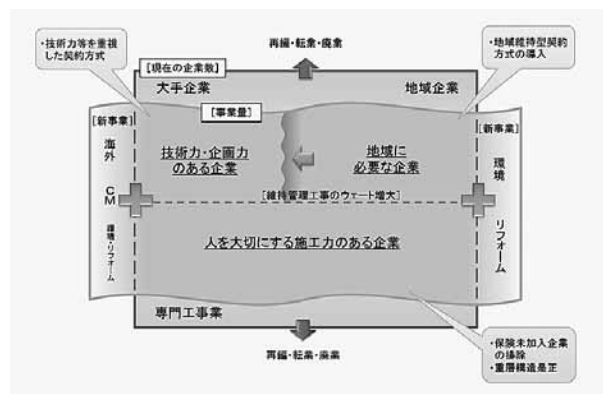 ・技術力等を重視
した契約方式
再編・転業・廃業
・地域維持型契約
方式の導入
[現在の企業数]
大手企業
地域企業
[新事業]
[事業量]
[新事業]
海外
技術力・企画力
のある企業
地域に
必要な企業
環境
CM
[維持管理工事のウェート増大]
環境・リフォーム
人を大切にする施工力のある企業
リフォーム
専門工事業
再編・転業・廃業
・保険未加入企業
の排除
・重層構造是正